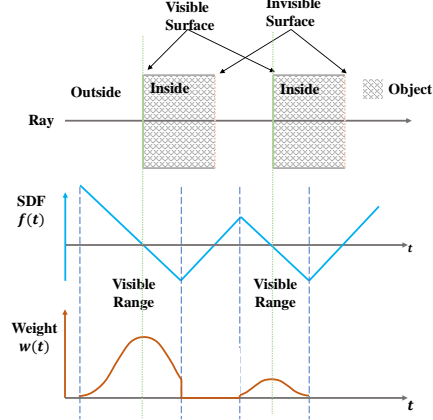 Visible
Surface
Invisible
Surface
Outside
Inside
Inside
Object
Ray
SDF
f(t)
t
Visible
Range
Visible
Range
Weight
w(t)
t